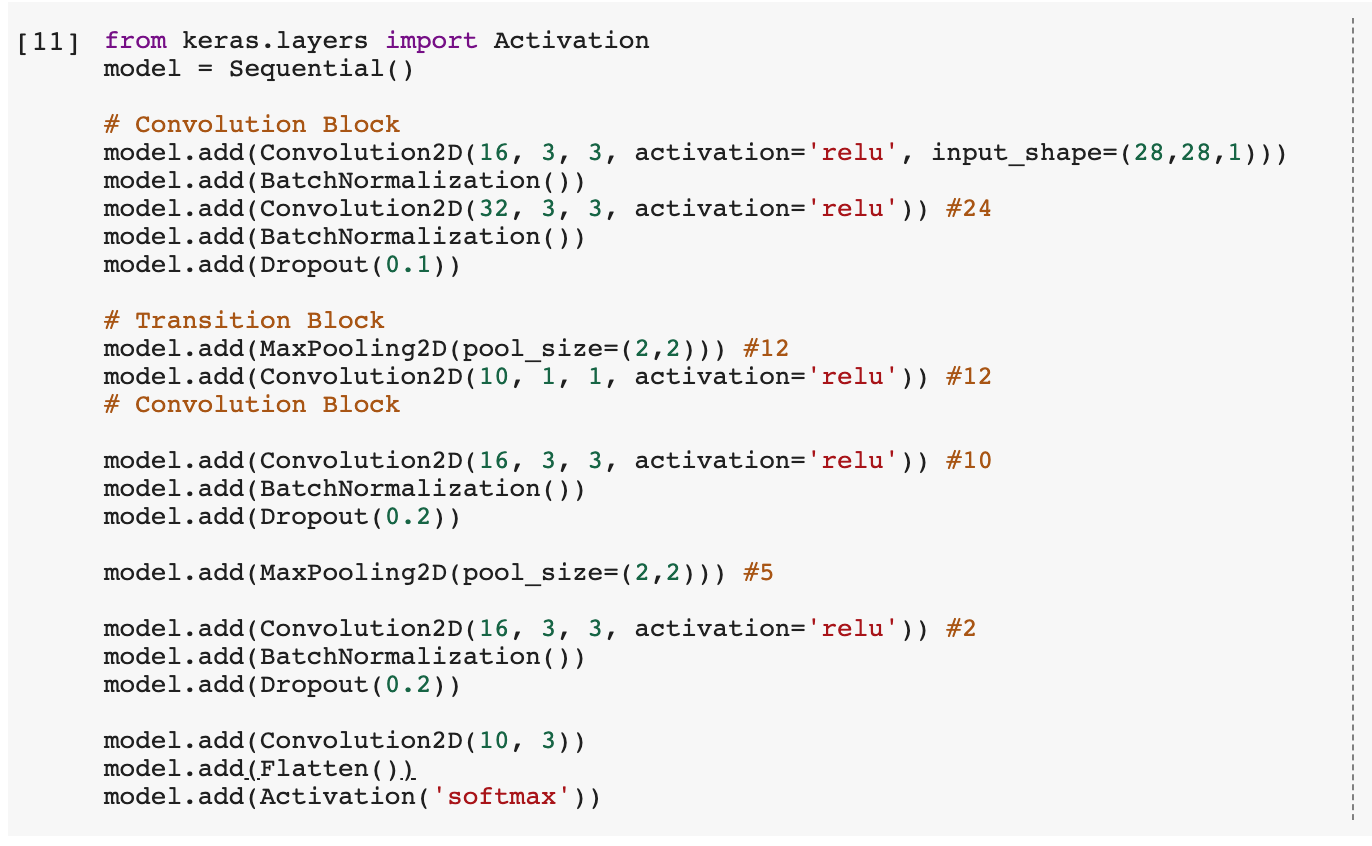 [11] from keras.layers import Activation
model = Sequential()
# Convolution Block
model.add(Convolution2D(16, 3, 3, activation='relu', input_shape=(28,28,1)))
model.add(BatchNormalization())
model.add(Convolution2D(32, 3, 3, activation='relu')) #24
model.add(BatchNormalization())
model.add(Dropout(0.1))
# Transition Block
model.add(MaxPooling2D(pool_size=(2,2))) #12
model.add(Convolution2D(10, 1, 1, activation='relu')) #12
# Convolution Block
model.add(Convolution2D(16, 3, 3, activation='relu')) #10
model.add(BatchNormalization())
model.add(Dropout(0.2))
model.add(MaxPooling2D(pool_size=(2,2))) #5
model.add(Convolution2D(16, 3, 3, activation='relu')) #2
model.add(BatchNormalization())
model.add(Dropout(0.2))
model.add(Convolution2D(10, 3))
model.add(Flatten())
model.add(Activation('softmax'))